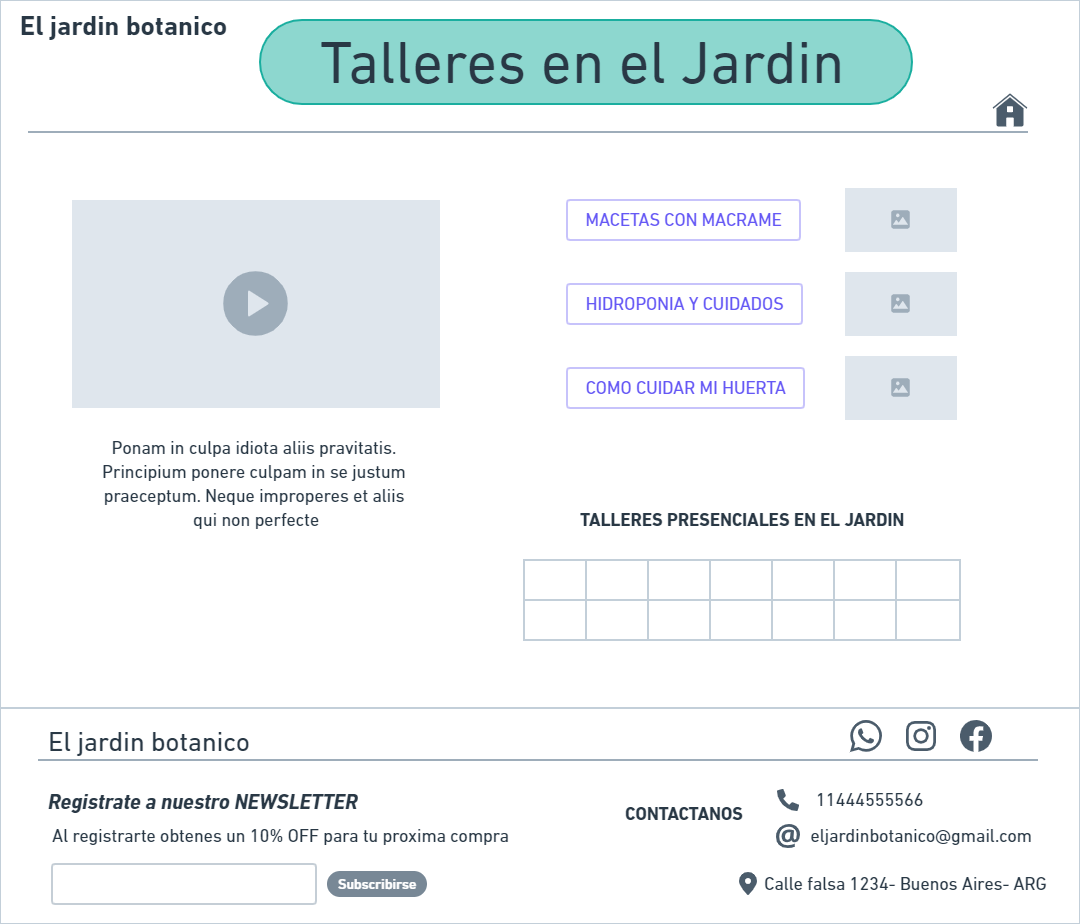 El jardin botanico
Talleres en el Jardin
MACETAS CON MACRAME
HIDROPONIA Y CUIDADOS
COMO CUIDAR MI HUERTA
Ponam in culpa idiota aliis pravitatis.
Principium ponere culpam in se justum
praeceptum. Neque improperes et aliis
qui non perfecte
TALLERES PRESENCIALES EN EL JARDIN
El jardin botanico
Registrate a nuestro NEWSLETTER
Al registrarte obtenes un 10% OFF para tu proxima compra
Subscribirse
CONTACTANOS
11444555566
eljardinbotanico@gmail.com
Calle falsa 1234- Buenos Aires- ARG